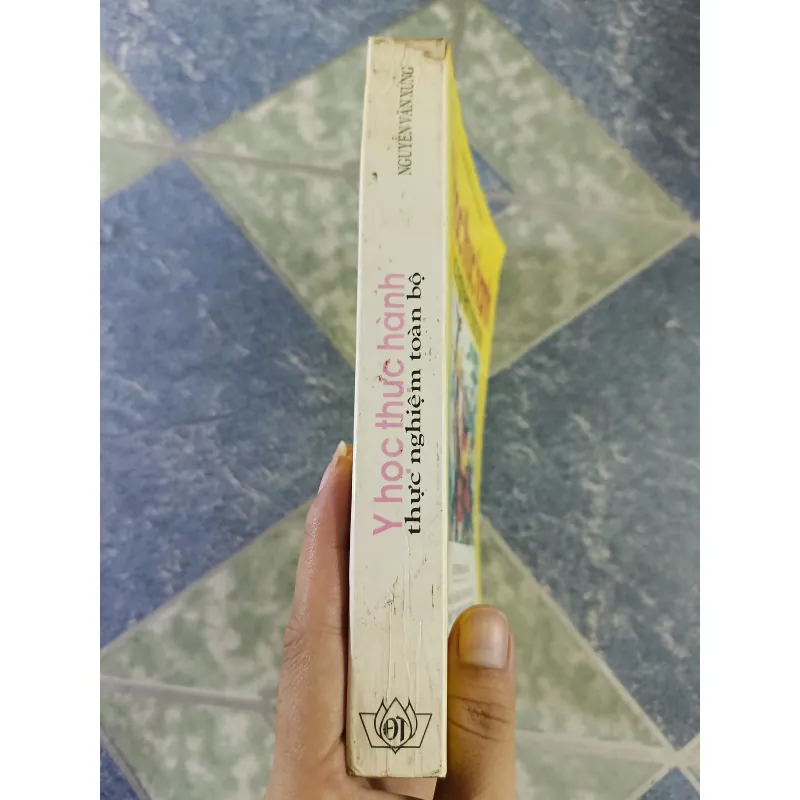 NGUYỄN VĂN XUNG
Y học thực hành
thực nghiệm toàn bộ